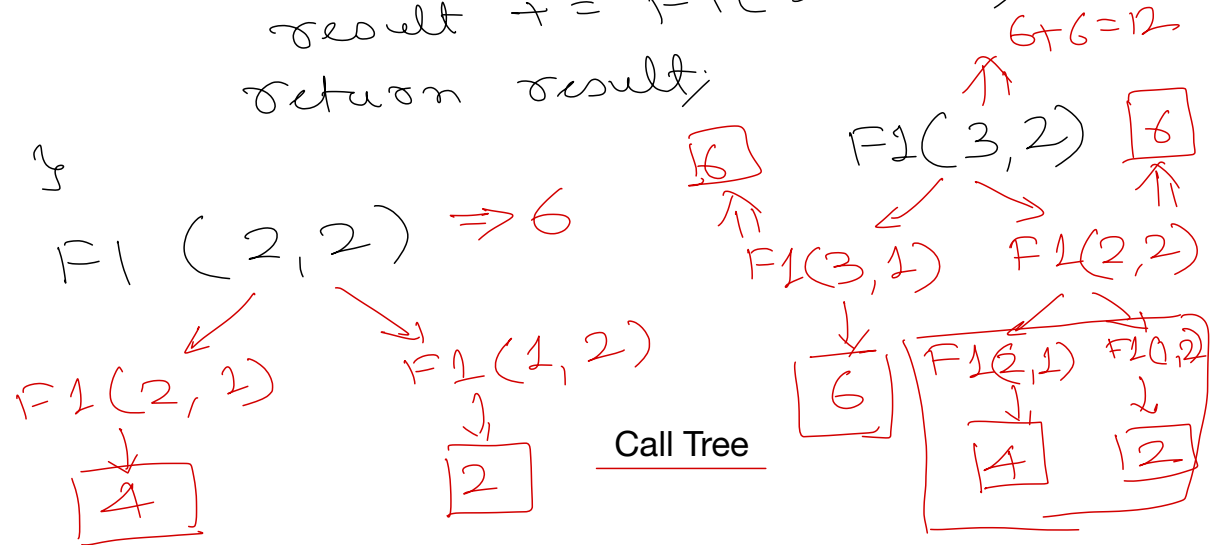 result += F1(
return result;
}
F1 (2,2) => 6
F1(2,1)
F1(1,2)
4
2
Call Tree
6+6=12
F1(3,2)
6
6
F1(3,1)
F1(2,2)
6
F1(2,1)
F1(1,2)
4
2